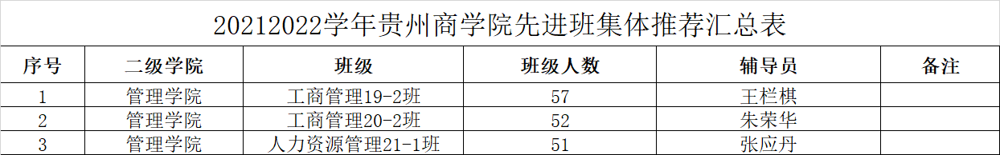 20212022学年贵州商学院先进班集体推荐汇总表
序号 二级学院 班级 班级人数 辅导员 备注
1 管理学院 工商管理19-2班 57 王栏棋
2 管理学院 工商管理20-2班 52 朱荣华
3 管理学院 人力资源管理21-1班 51 张应丹